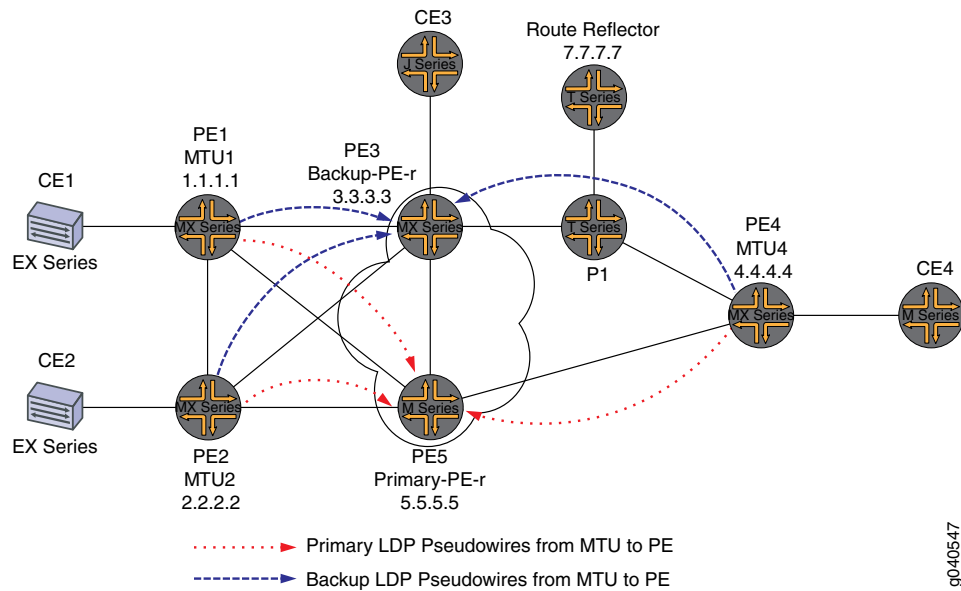 CE3
Route Reflector
7.7.7.7
J Series
T Series
PE1
MTU1
1.1.1.1
PE3
Backup-PE-r
3.3.3.3
CE1
MX Series
MX Series
T Series
PE4
MTU4
4.4.4.4
EX Series
P1
MX Series
CE4
M Series
CE2
MX Series
M Series
EX Series
PE2
MTU2
2.2.2.2
PE5
Primary-PE-r
5.5.5.5
Primary LDP Pseudowires from MTU to PE
Backup LDP Pseudowires from MTU to PE
g040547